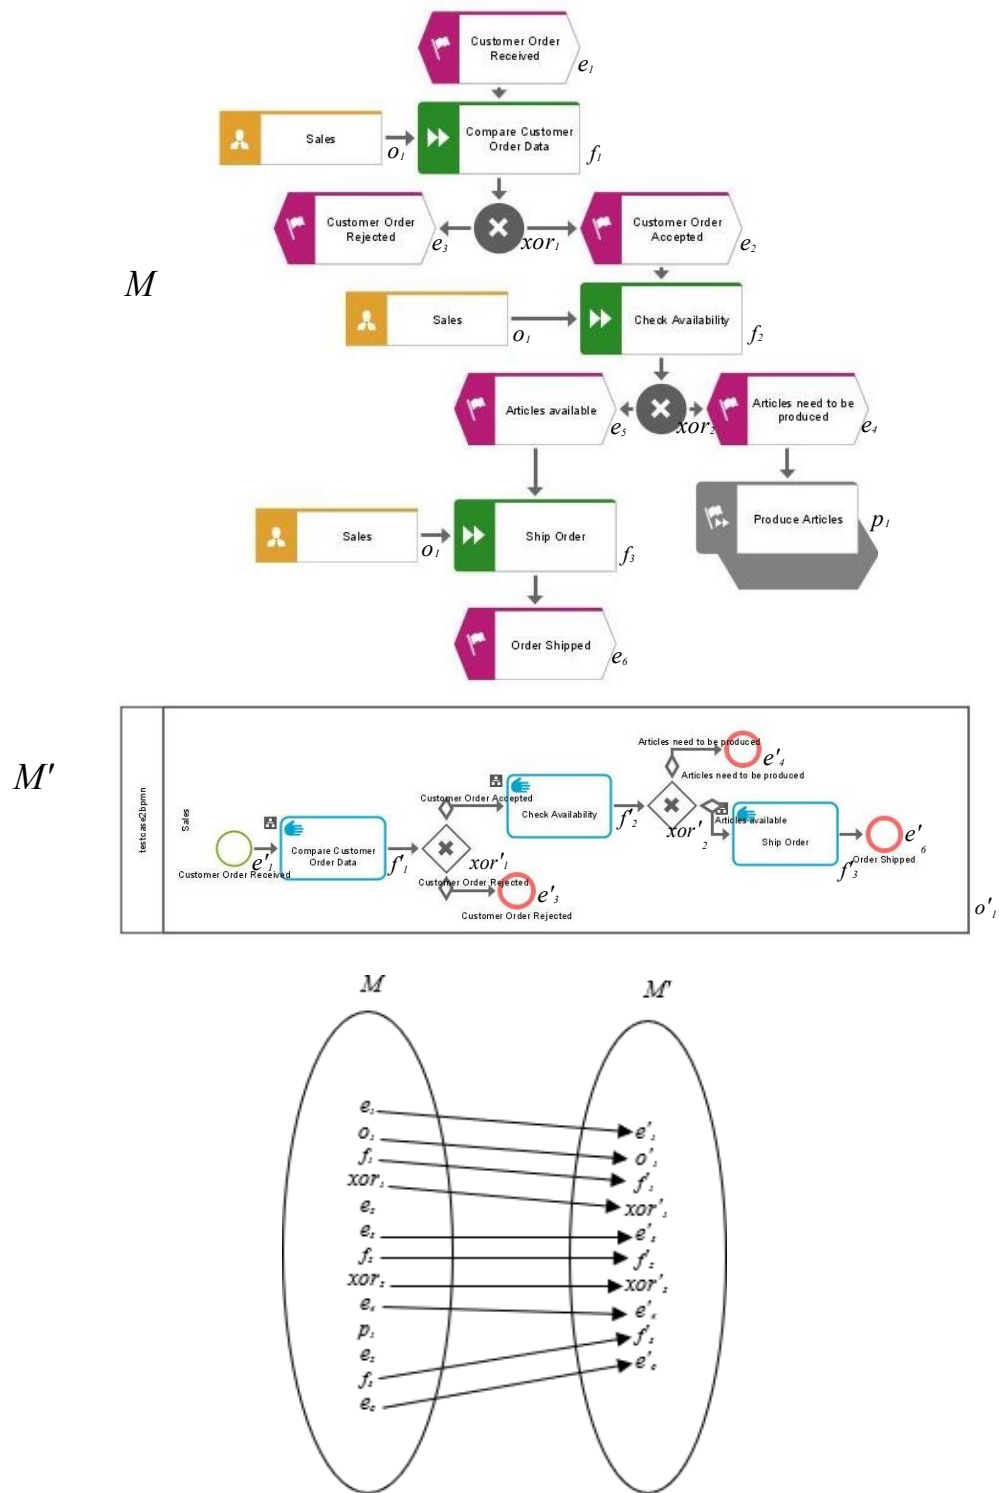 Customer Order
Received
e₁
Sales
o₁
Compare Customer
Order Data
f₁
Customer Order
Rejected
e₃
xor₁
Customer Order
Accepted
e₂
M
Sales
o₁
Check Availability
f₂
Articles available
e₅
xor₂
Articles need to be
produced
e₄
Sales
o₁
Ship Order
f₃
Produce Articles
p₁
Order Shipped
e₆
M'
testcase2bpmn
Sales
Customer Order Received
e'₁
Compare Customer
Order Data
f'₁
Customer Order Accepted
xor'₁
Customer Order Rejected
e'₃
Customer Order Rejected
Check Availability
f'₂
Articles need to be produced
e'₄
Articles need to be produced
xor'₂
Articles available
Ship Order
f'₃
e'₆
Order Shipped
o'₁
M
M'
e₁
e'₁
o₁
o'₁
f₁
f'₁
xor₁
xor'₁
e₂
e₃
e'₃
f₂
f'₂
xor₂
xor'₂
e₄
e'₄
p₁
e₅
f₃
f'₃
e₆
e'₆